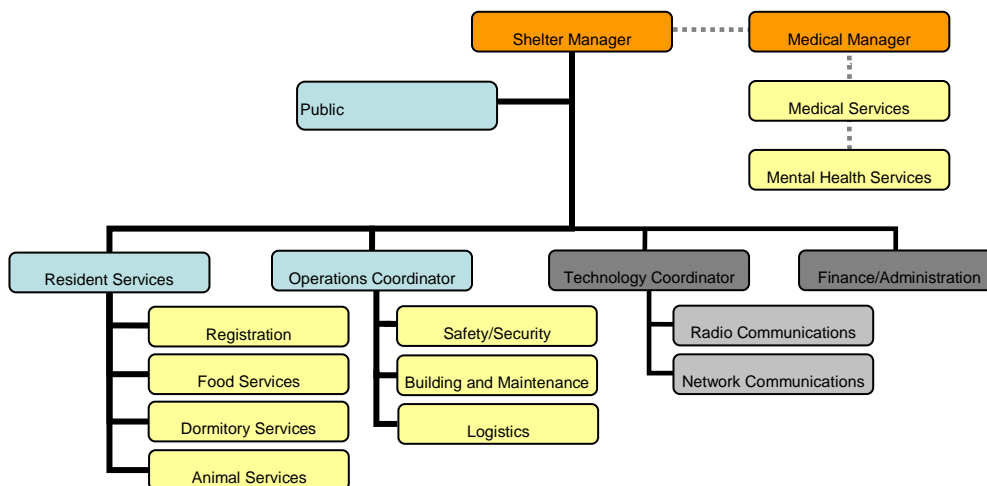 Shelter Manager
Medical Manager
Public
Medical Services
Mental Health Services
Resident Services
Operations Coordinator
Technology Coordinator
Finance/Administration
Registration
Food Services
Dormitory Services
Animal Services
Safety/Security
Building and Maintenance
Logistics
Radio Communications
Network Communications